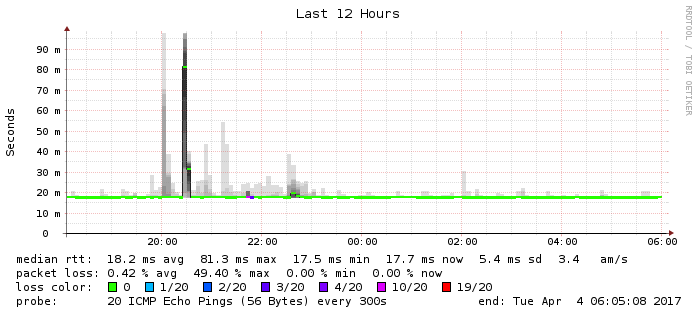 Last 12 Hours
RRDTOOL / TOBI OETIKER
Seconds
90 m
80 m
70 m
60 m
50 m
40 m
30 m
20 m
10 m
0
20:00 22:00 00:00 02:00 04:00 06:00
median rtt: 18.2 ms avg 81.3 ms max 17.5 ms min 17.7 ms now 5.4 ms sd 3.4 am/s
packet loss: 0.42 % avg 49.40 % max 0.00 % min 0.00 % now
loss color: 0 1/20 2/20 3/20 4/20 10/20 19/20
probe: 20 ICMP Echo Pings (56 Bytes) every 300s end: Tue Apr 4 06:05:08 2017